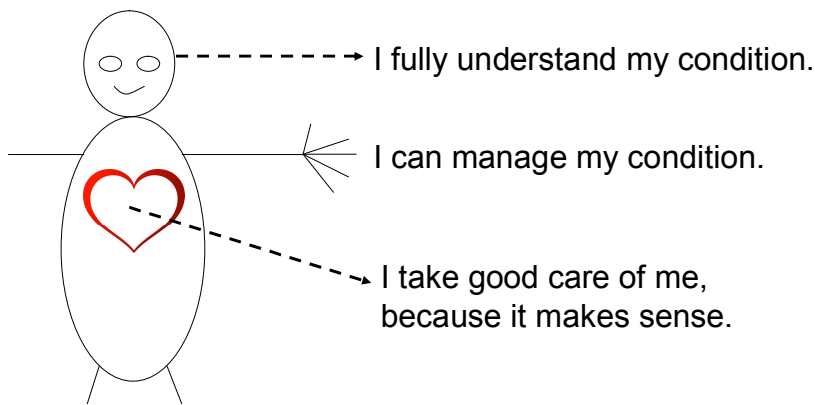 I fully understand my condition.
I can manage my condition.
I take good care of me,
because it makes sense.